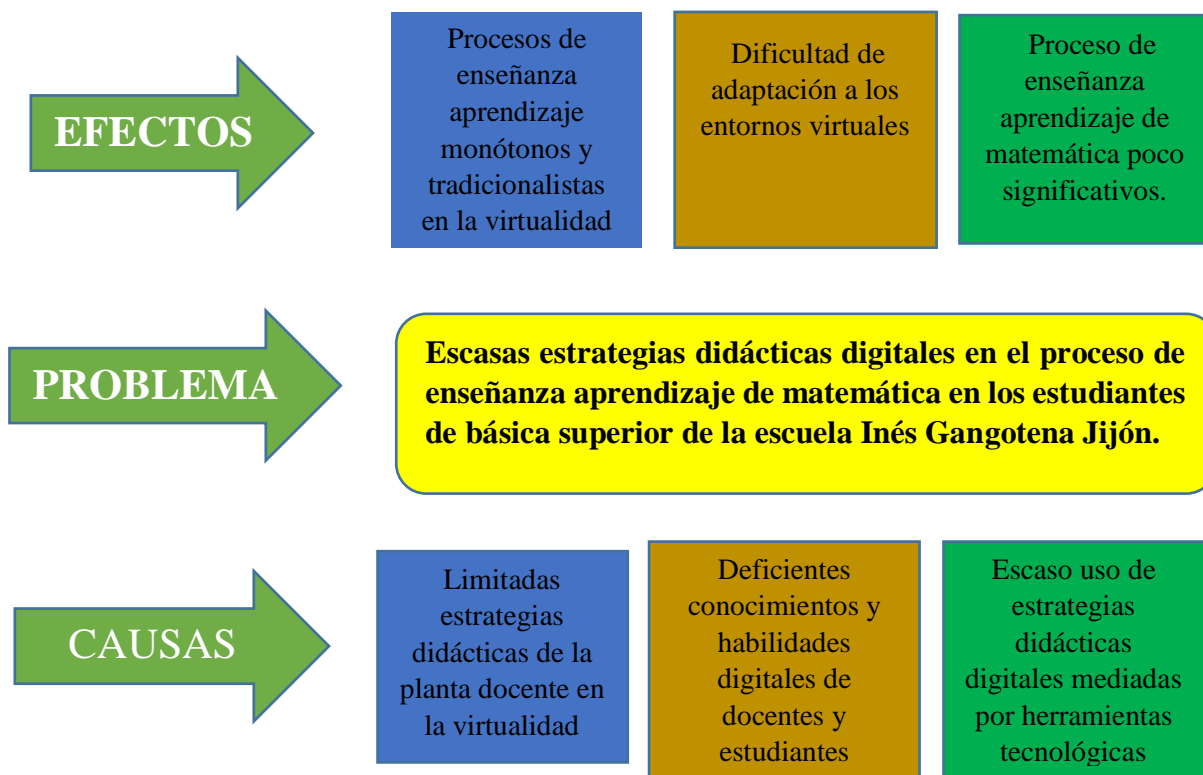 EFECTOS
Procesos de
enseñanza
aprendizaje
monótonos y
tradicionalistas
en la virtualidad
Dificultad de
adaptación a los
entornos virtuales
Proceso de
enseñanza
aprendizaje de
matemática poco
significativos.
PROBLEMA
Escasas estrategias didácticas digitales en el proceso de
enseñanza aprendizaje de matemática en los estudiantes
de básica superior de la escuela Inés Gangotena Jijón.
CAUSAS
Limitadas
estrategias
didácticas de la
planta docente en
la virtualidad
Deficientes
conocimientos y
habilidades
digitales de
docentes y
estudiantes
Escaso uso de
estrategias
didácticas
digitales mediadas
por herramientas
tecnológicas